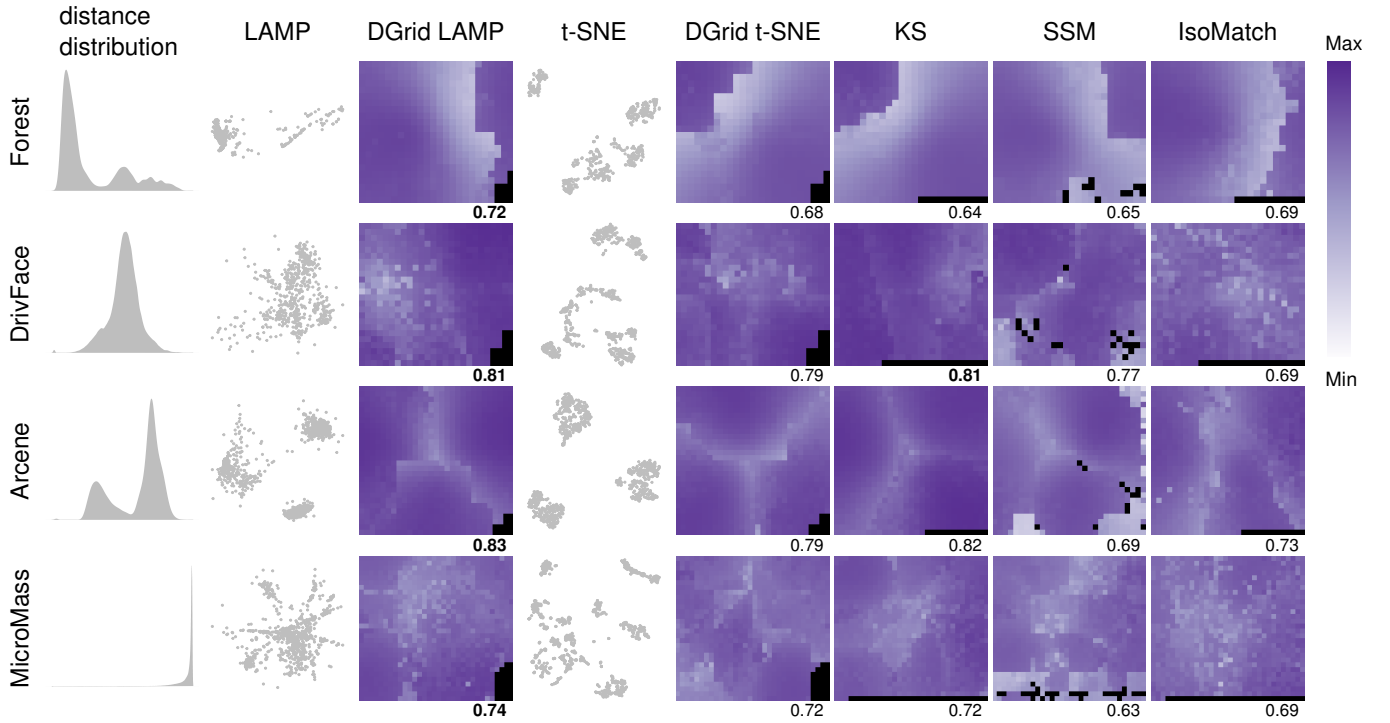 distance
distribution
LAMP
DGrid LAMP
t-SNE
DGrid t-SNE
KS
SSM
IsoMatch
Max
Min
Forest
0.72
0.68
0.64
0.65
0.69
DrivFace
0.81
0.79
0.81
0.77
0.69
Arcene
0.83
0.79
0.82
0.69
0.73
MicroMass
0.74
0.72
0.72
0.63
0.69